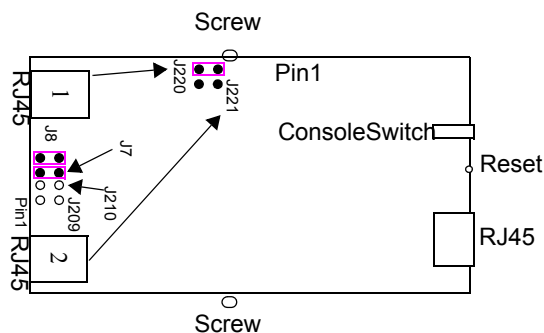 Screw
Pin1
J220
J221
RJ45
1
ConsoleSwitch
J8
J7
Reset
J210
J209
Pin1
RJ45
2
RJ45
Screw